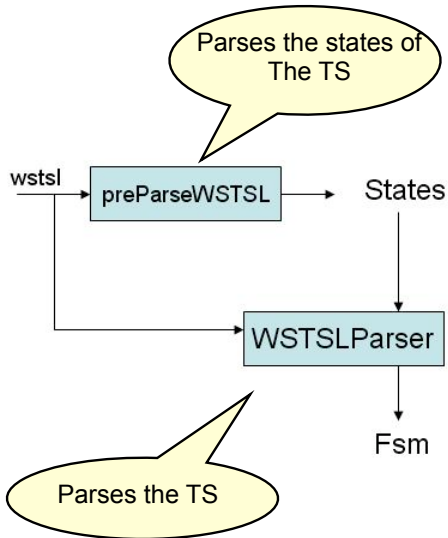 Parses the states of
The TS
wstsl
preParseWSTSL
States
WSTSLParser
Fsm
Parses the TS